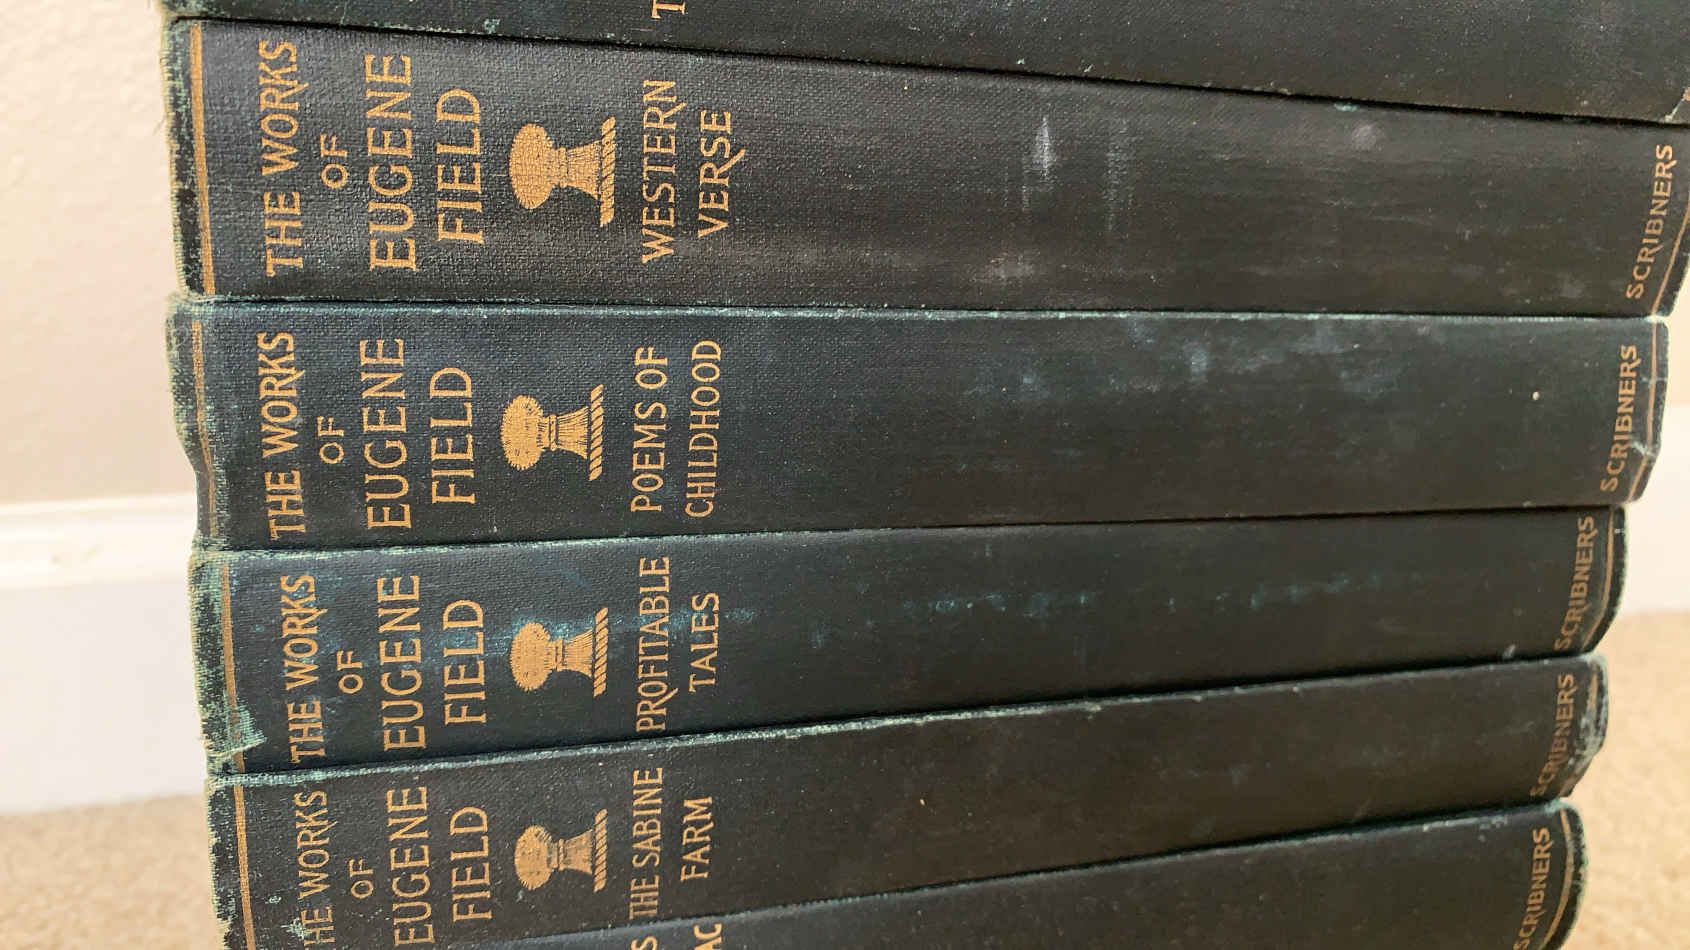 THE WORKS
OF
EUGENE
FIELD
WESTERN
VERSE
SCRIBNERS
THE WORKS
OF
EUGENE
FIELD
POEMS OF
CHILDHOOD
SCRIBNERS
THE WORKS
OF
EUGENE
FIELD
PROFITABLE
TALES
SCRIBNERS
THE WORKS
OF
EUGENE
FIELD
THE SABINE
FARM
SCRIBNERS
SCRIBNERS